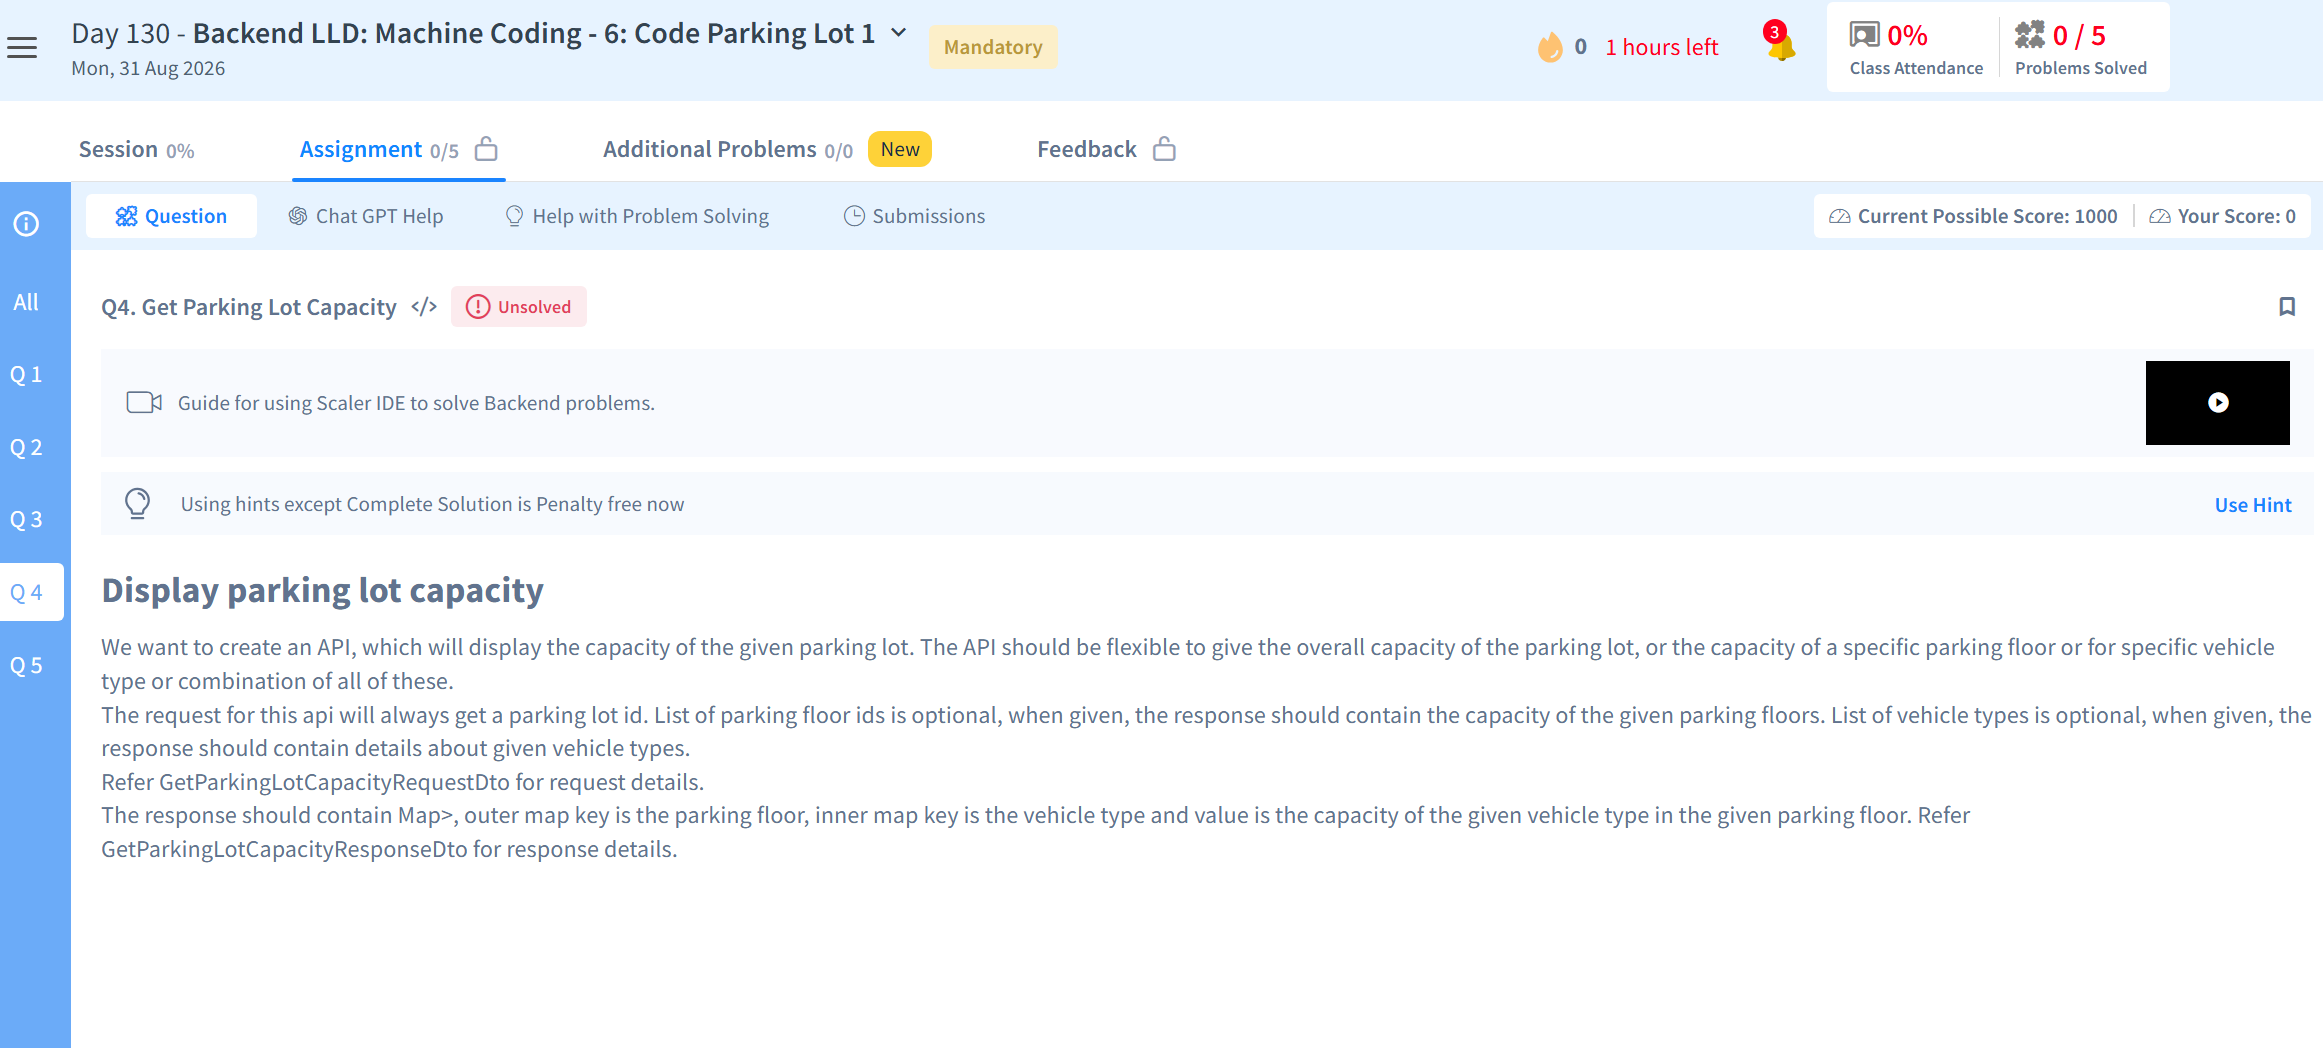 Day 130 - Backend LLD: Machine Coding - 6: Code Parking Lot 1
Mandatory
Mon, 31 Aug 2026
0
1 hours left
3
0%
Class Attendance
0 / 5
Problems Solved
Session 0%
Assignment 0/5
Additional Problems 0/0
New
Feedback
Question
Chat GPT Help
Help with Problem Solving
Submissions
Current Possible Score: 1000
Your Score: 0
All
Q 1
Q 2
Q 3
Q 4
Q 5
Q4. Get Parking Lot Capacity </>
Unsolved
Guide for using Scaler IDE to solve Backend problems.
Using hints except Complete Solution is Penalty free now
Use Hint
Display parking lot capacity
We want to create an API, which will display the capacity of the given parking lot. The API should be flexible to give the overall capacity of the parking lot, or the capacity of a specific parking floor or for specific vehicle
type or combination of all of these.
The request for this api will always get a parking lot id. List of parking floor ids is optional, when given, the response should contain the capacity of the given parking floors. List of vehicle types is optional, when given, the
response should contain details about given vehicle types.
Refer GetParkingLotCapacityRequestDto for request details.
The response should contain Map>, outer map key is the parking floor, inner map key is the vehicle type and value is the capacity of the given vehicle type in the given parking floor. Refer
GetParkingLotCapacityResponseDto for response details.